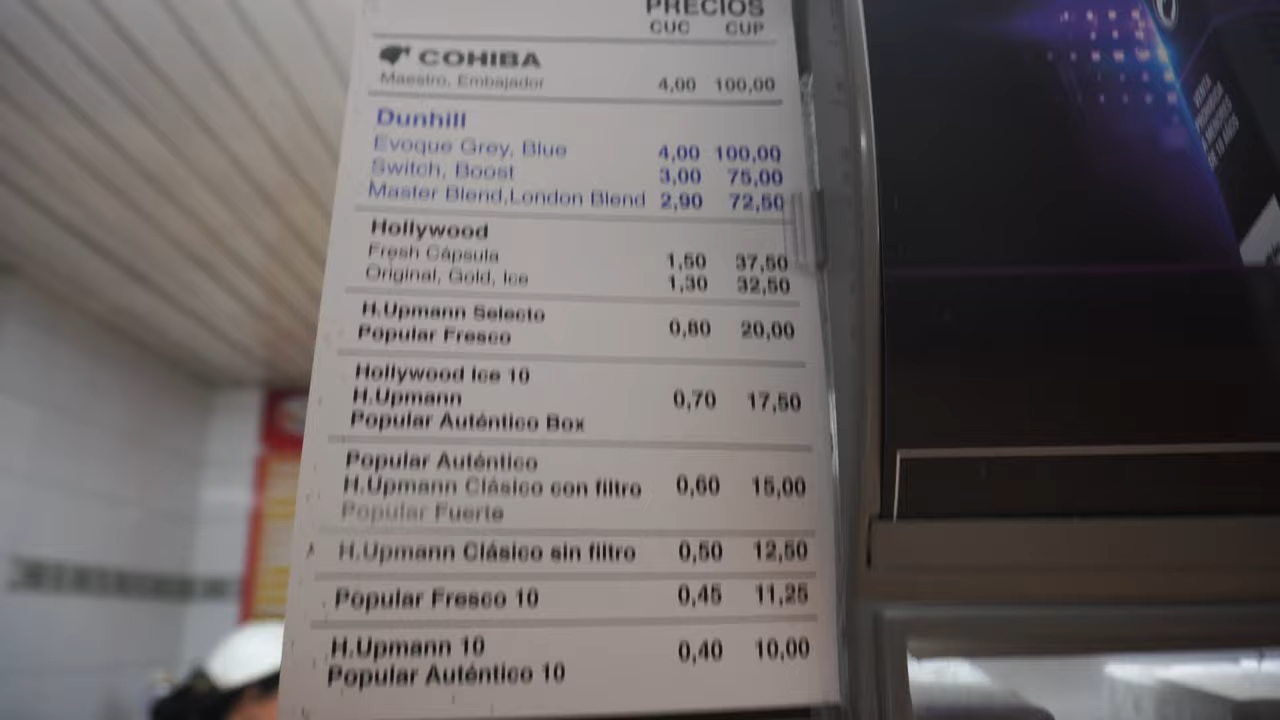 PRECIOS
CUC CUP
COHIBA
Maestro, Embajador 4,00 100,00
Dunhill
Evoque Grey, Blue 4,00 100,00
Switch, Boost 3,00 75,00
Master Blend,London Blend 2,90 72,50
Hollywood
Fresh Cápsula 1,50 37,50
Original, Gold, Ice 1,30 32,50
H.Upmann Selecto
Popular Fresco 0,80 20,00
Hollywood Ice 10
H.Upmann 0,70 17,50
Popular Auténtico Box
Popular Auténtico
H.Upmann Clásico con filtro 0,60 15,00
Popular Fuerte
H.Upmann Clásico sin filtro 0,50 12,50
Popular Fresco 10 0,45 11,25
H.Upmann 10 0,40 10,00
Popular Auténtico 10